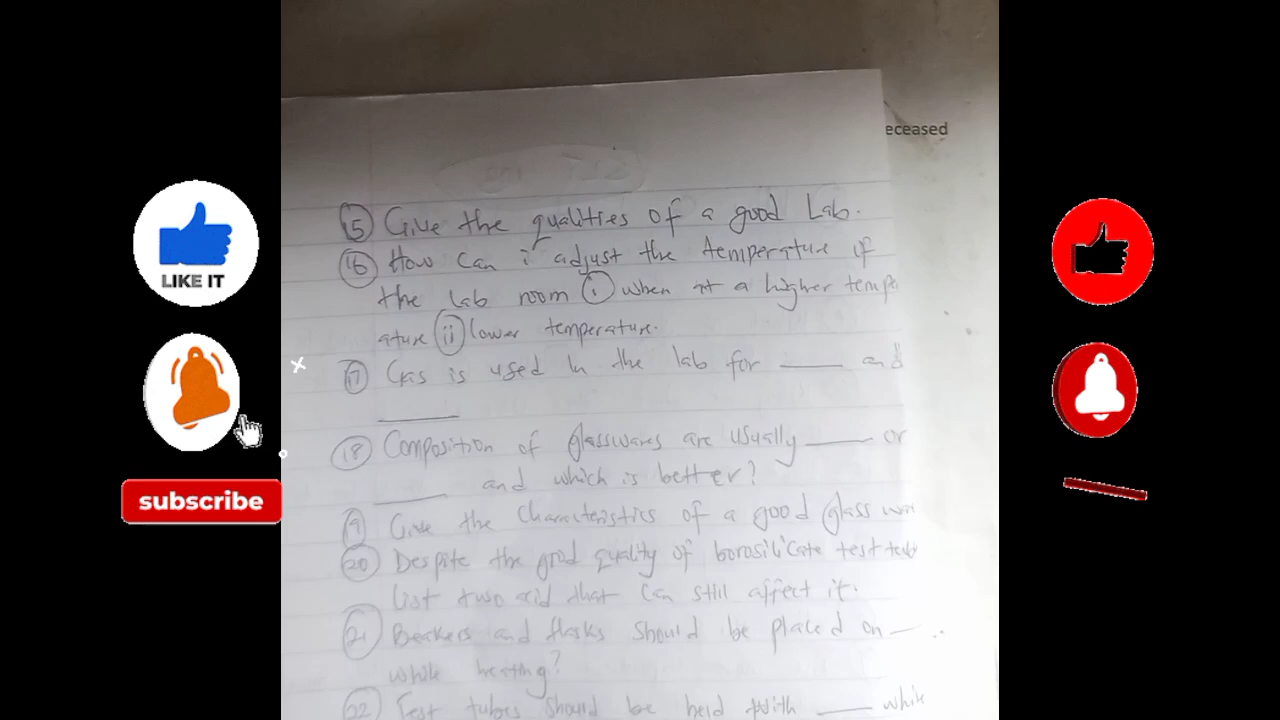 eceased
15 Give the qualities of a good Lab.
16 How can i adjust the temperature of
the lab room i when at a higher temper
ature ii lower temperature.
17 Gas is used in the lab for ____ and
____
18 Composition of glasswares are usually ____ or
____ and which is better?
19 Give the characteristics of a good glass
20 Despite the good quality of borosilicate test
list two acid that can still affect it.
21 Beakers and flasks should be placed on __
while heating?
22 Test tubes should be held with ____ while
LIKE IT
subscribe